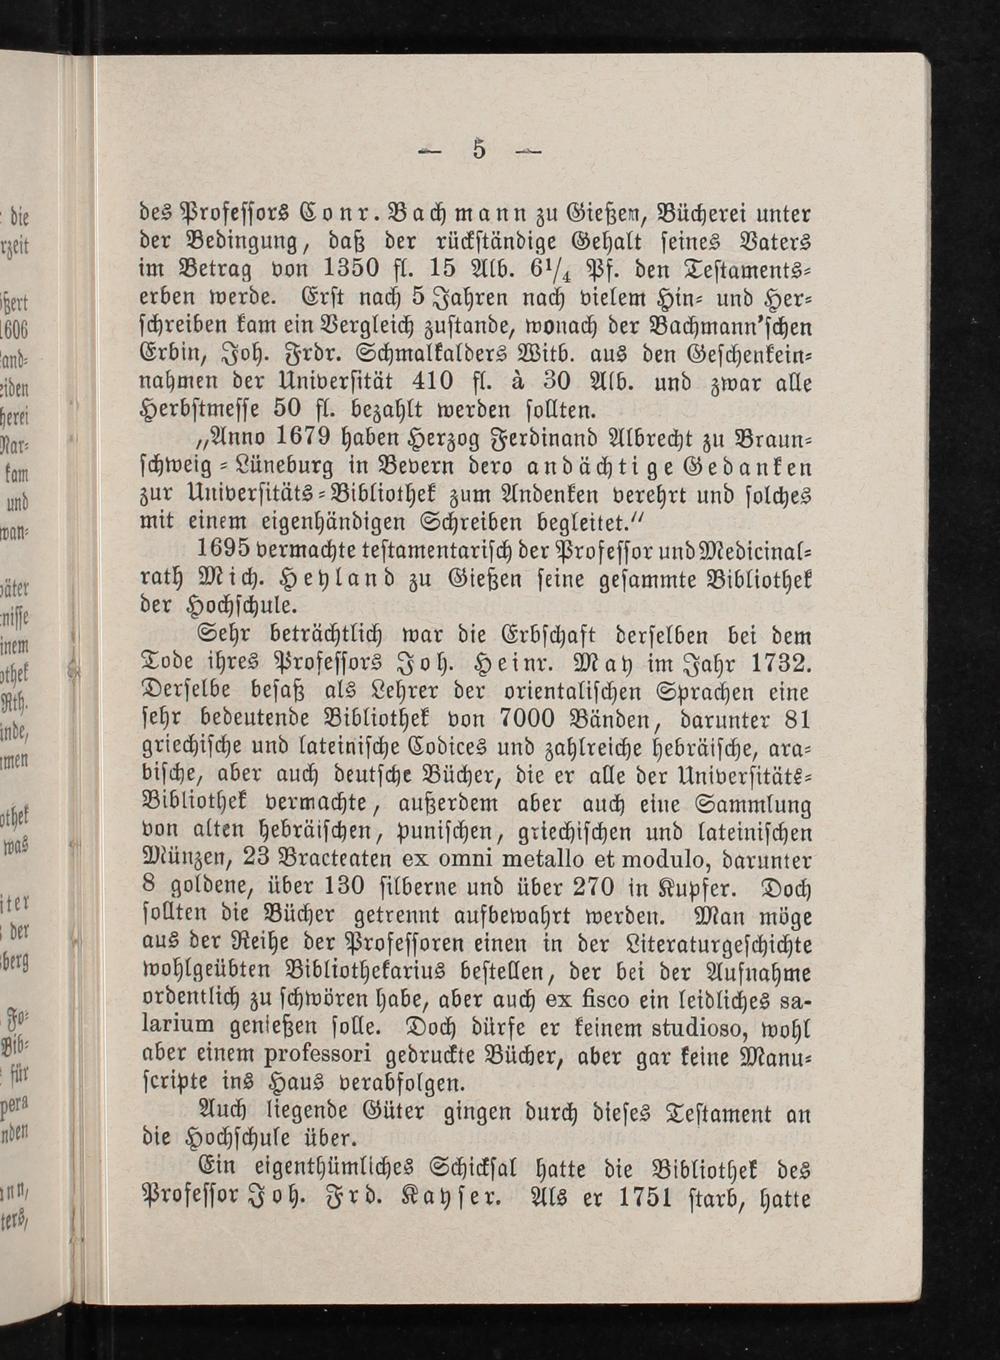 — 5 —
des Professors Conr. Bachmann zu Gießen, Bücherei unter
der Bedingung, daß der rückständige Gehalt seines Vaters
im Betrag von 1350 fl. 15 Alb. 6¹/₄ Pf. den Testaments-
erben werde. Erst nach 5 Jahren nach vielem Hin- und Her-
schreiben kam ein Vergleich zustande, wonach der Bachmann'schen
Erbin, Joh. Frdr. Schmalkalders Witb. aus den Geschenkein-
nahmen der Universität 410 fl. à 30 Alb. und zwar alle
Herbstmesse 50 fl. bezahlt werden sollten.
„Anno 1679 haben Herzog Ferdinand Albrecht zu Braun-
schweig-Lüneburg in Bevern dero andächtige Gedanken
zur Universitäts-Bibliothek zum Andenken verehrt und solches
mit einem eigenhändigen Schreiben begleitet."
1695 vermachte testamentarisch der Professor und Medicinal-
rath Mich. Heyland zu Gießen seine gesammte Bibliothek
der Hochschule.
Sehr beträchtlich war die Erbschaft derselben bei dem
Tode ihres Professors Joh. Heinr. May im Jahr 1732.
Derselbe besaß als Lehrer der orientalischen Sprachen eine
sehr bedeutende Bibliothek von 7000 Bänden, darunter 81
griechische und lateinische Codices und zahlreiche hebräische, ara-
bische, aber auch deutsche Bücher, die er alle der Universitäts-
Bibliothek vermachte, außerdem aber auch eine Sammlung
von alten hebräischen, punischen, griechischen und lateinischen
Münzen, 23 Bracteaten ex omni metallo et modulo, darunter
8 goldene, über 130 silberne und über 270 in Kupfer. Doch
sollten die Bücher getrennt aufbewahrt werden. Man möge
aus der Reihe der Professoren einen in der Literaturgeschichte
wohlgeübten Bibliothekarius bestellen, der bei der Aufnahme
ordentlich zu schwören habe, aber auch ex fisco ein leidliches sa-
larium genießen solle. Doch dürfe er keinem studioso, wohl
aber einem professori gedruckte Bücher, aber gar keine Manu-
scripte ins Haus verabfolgen.
Auch liegende Güter gingen durch dieses Testament an
die Hochschule über.
Ein eigenthümliches Schicksal hatte die Bibliothek des
Professor Joh. Frd. Kayser. Als er 1751 starb, hatte